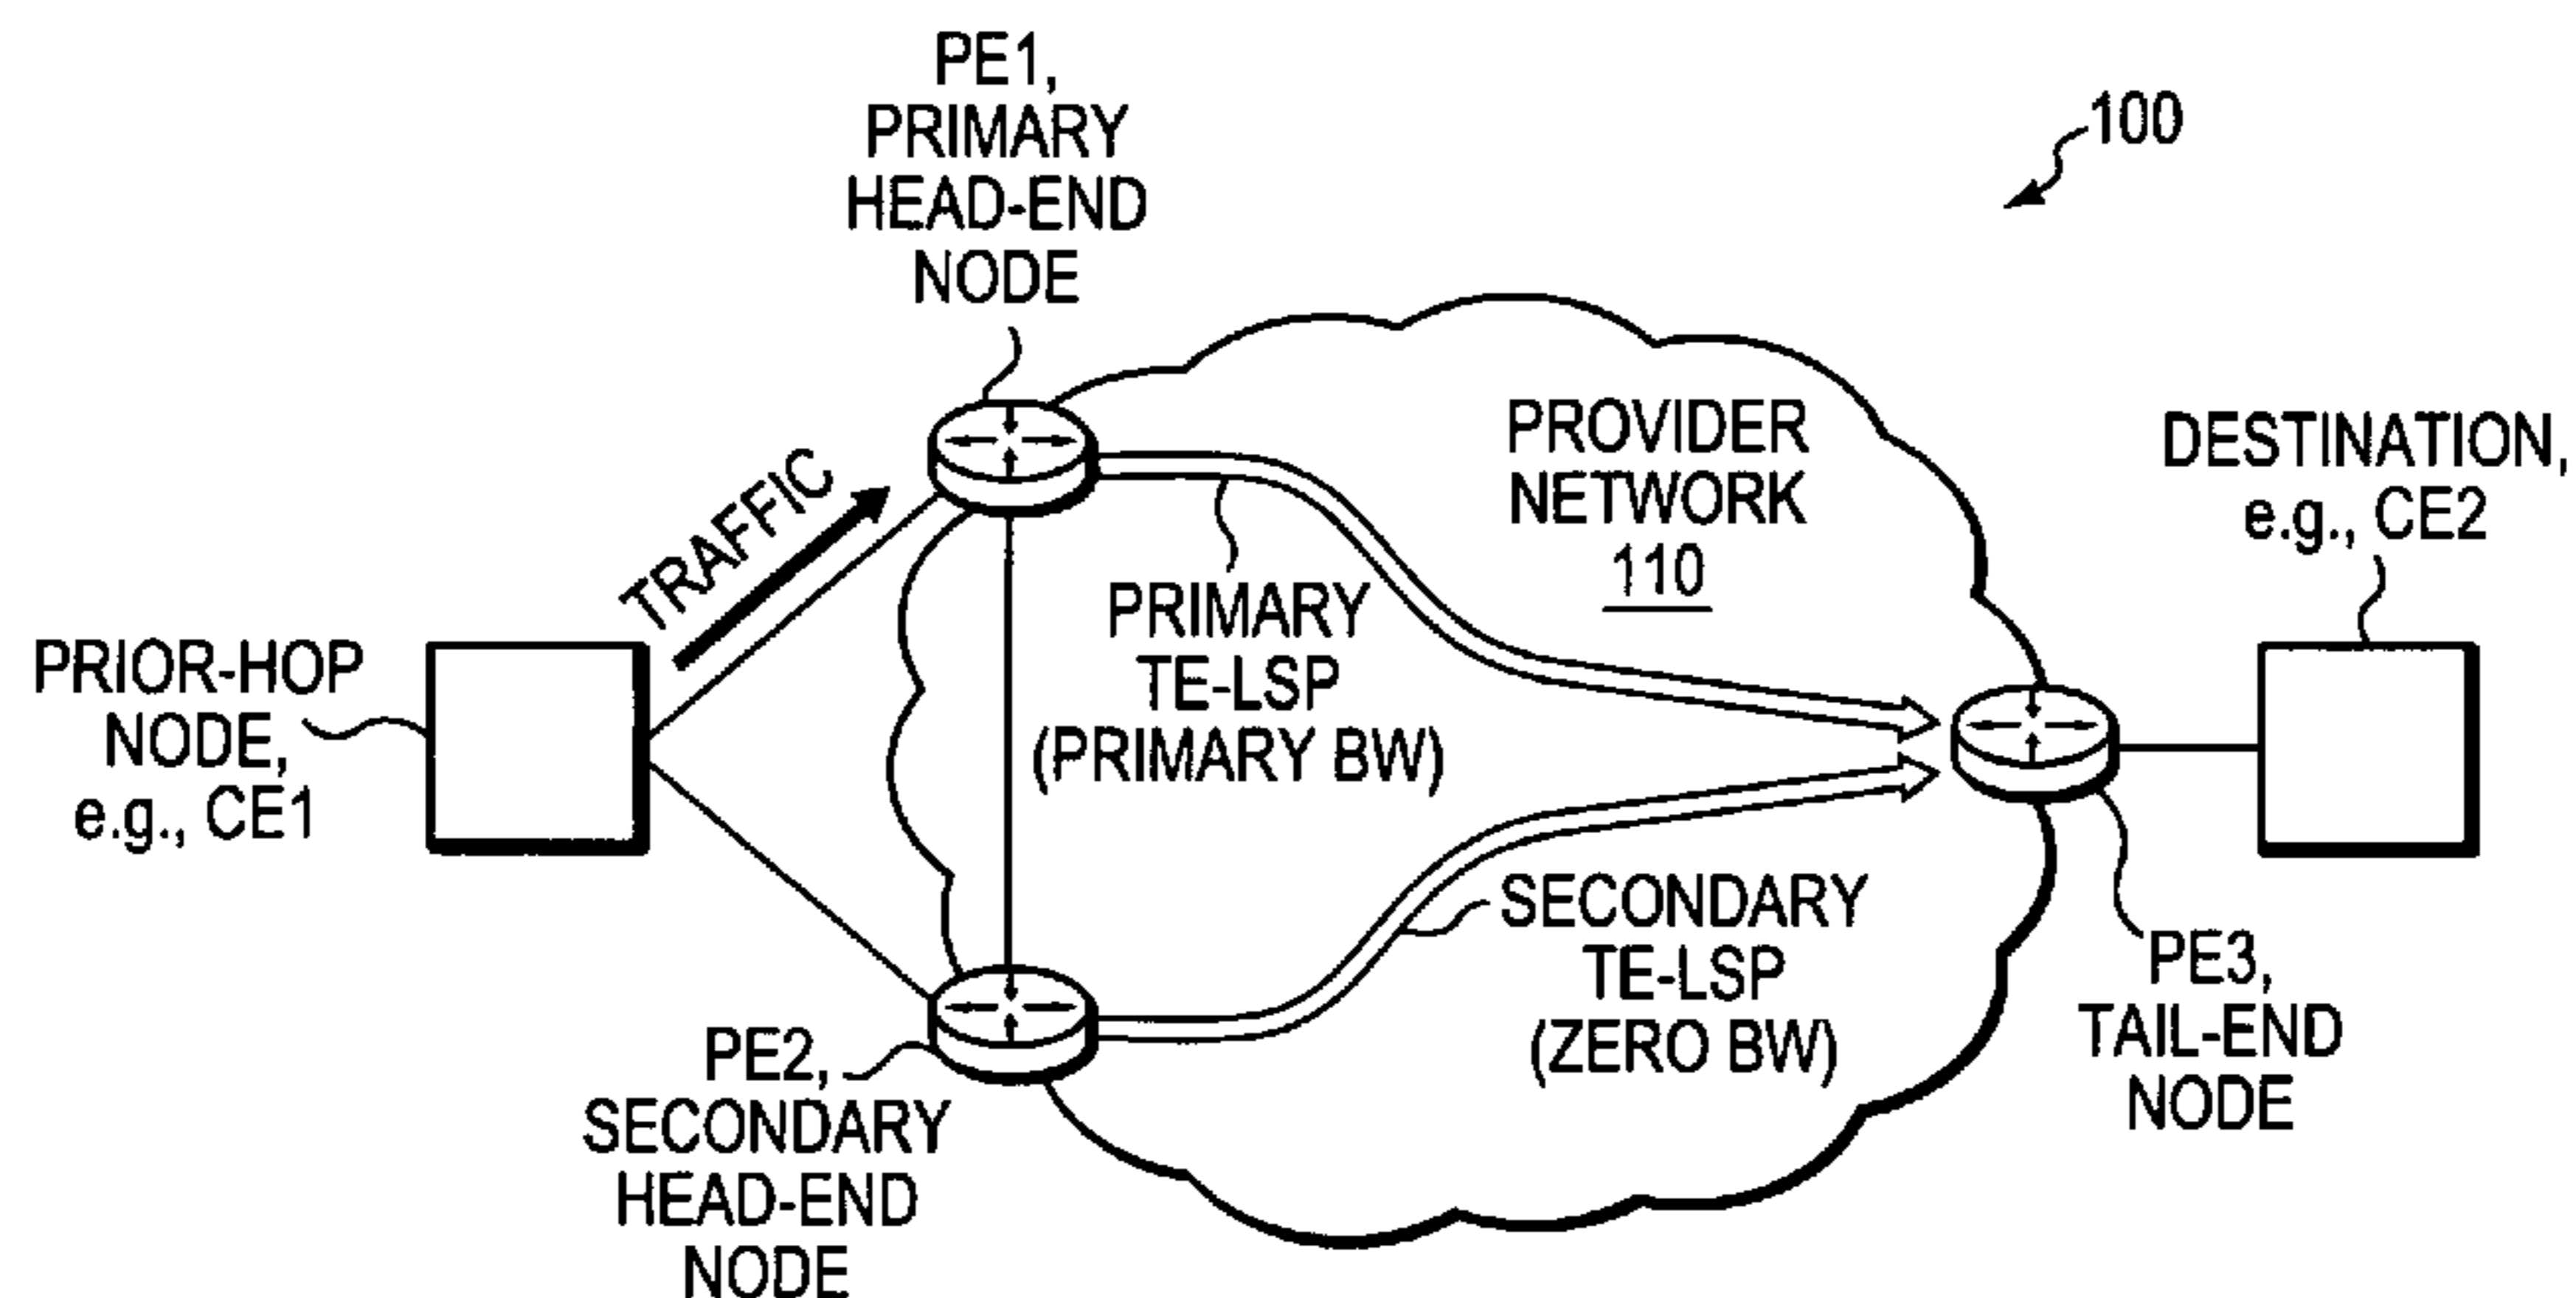 PE1,
PRIMARY
HEAD-END
NODE
100
TRAFFIC
PROVIDER
NETWORK
110
DESTINATION,
e.g., CE2
PRIOR-HOP
NODE,
e.g., CE1
PRIMARY
TE-LSP
(PRIMARY BW)
SECONDARY
TE-LSP
(ZERO BW)
PE3,
TAIL-END
NODE
PE2,
SECONDARY
HEAD-END
NODE